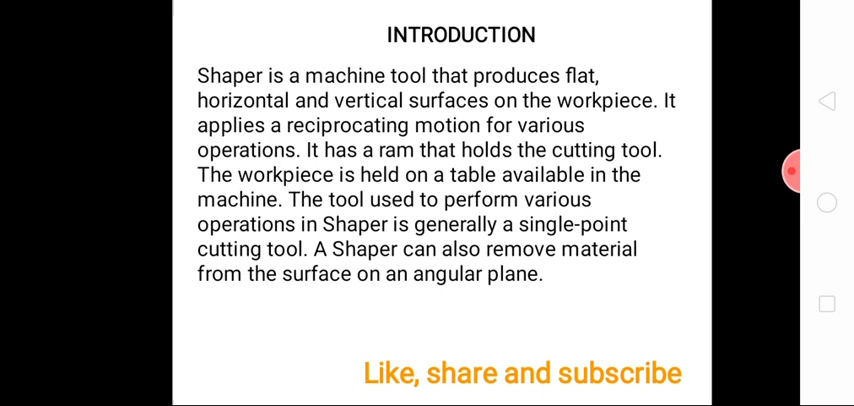 INTRODUCTION
Shaper is a machine tool that produces flat,
horizontal and vertical surfaces on the workpiece. It
applies a reciprocating motion for various
operations. It has a ram that holds the cutting tool.
The workpiece is held on a table available in the
machine. The tool used to perform various
operations in Shaper is generally a single-point
cutting tool. A Shaper can also remove material
from the surface on an angular plane.
Like, share and subscribe